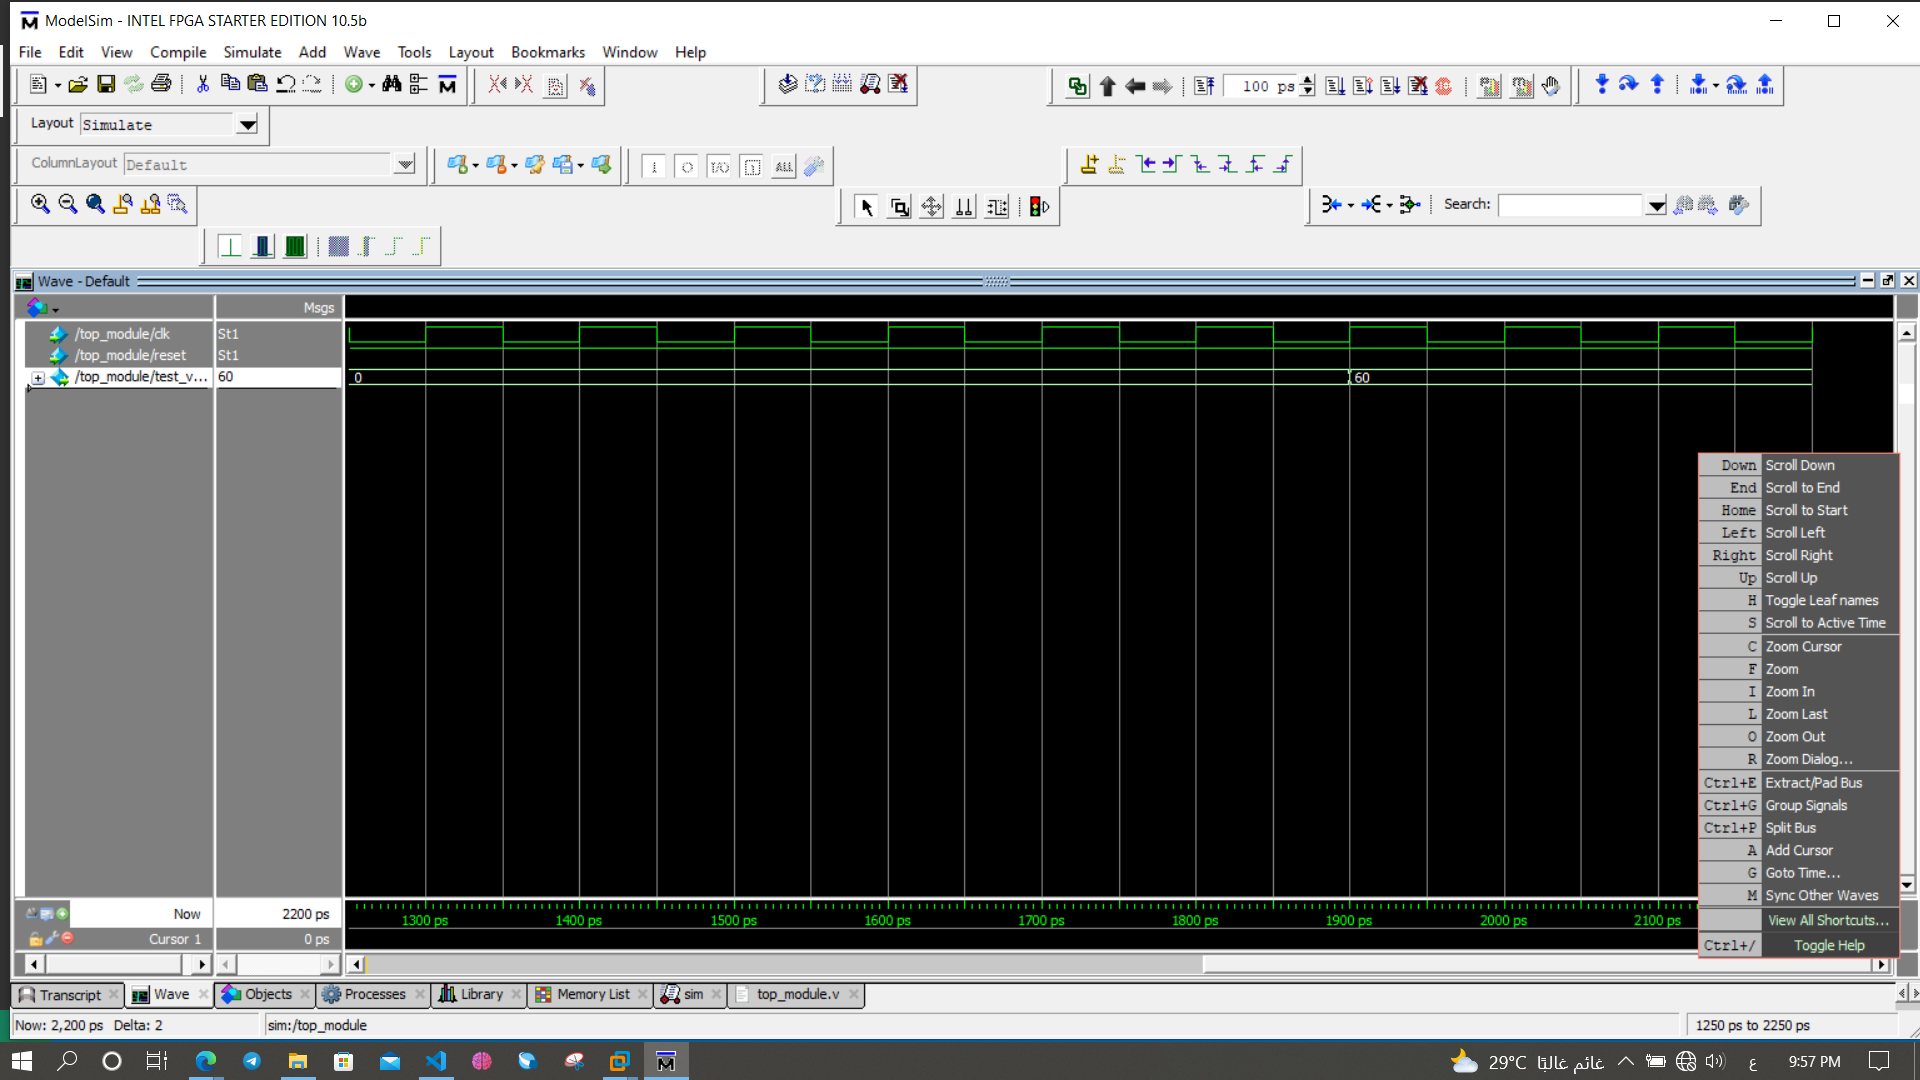 ModelSim - INTEL FPGA STARTER EDITION 10.5b
File Edit View Compile Simulate Add Wave Tools Layout Bookmarks Window Help
100 ps
Layout Simulate
ColumnLayout Default
I/O ALL
Search:
Wave - Default
Msgs
/top_module/clk St1
/top_module/reset St1
/top_module/test_v... 60 0 60
Down Scroll Down
End Scroll to End
Home Scroll to Start
Left Scroll Left
Right Scroll Right
Up Scroll Up
H Toggle Leaf names
S Scroll to Active Time
C Zoom Cursor
F Zoom
I Zoom In
L Zoom Last
O Zoom Out
R Zoom Dialog...
Ctrl+E Extract/Pad Bus
Ctrl+G Group Signals
Ctrl+P Split Bus
A Add Cursor
G Goto Time...
M Sync Other Waves
View All Shortcuts...
Ctrl+/ Toggle Help
Now 2200 ps 1300 ps 1400 ps 1500 ps 1600 ps 1700 ps 1800 ps 1900 ps 2000 ps 2100 ps
Cursor 1 0 ps
Transcript Wave Objects Processes Library Memory List sim top_module.v
Now: 2,200 ps Delta: 2 sim:/top_module 1250 ps to 2250 ps
29°C غائم غالبًا ع 9:57 PM